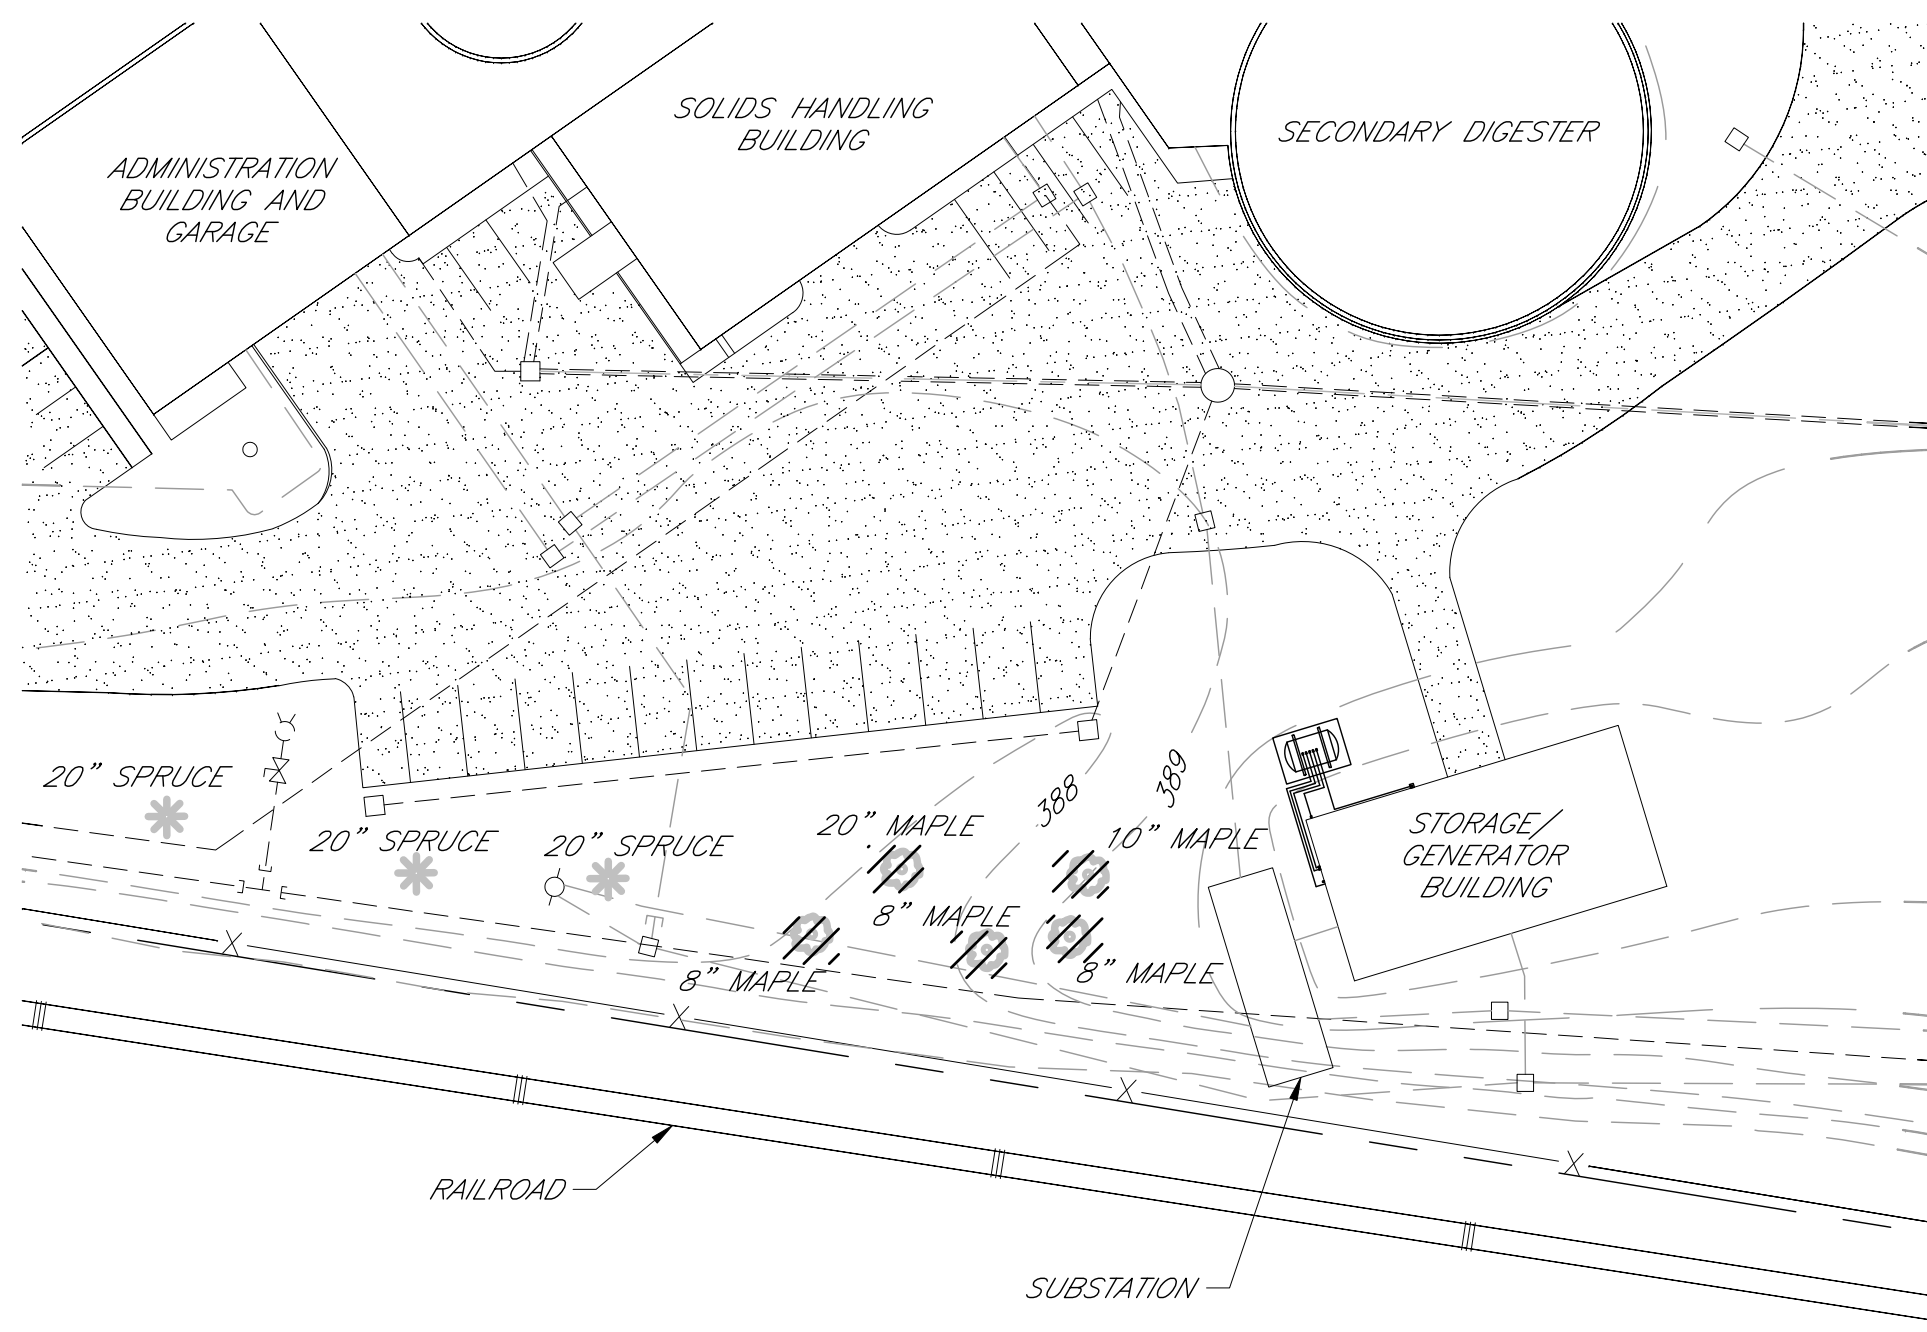 SOLIDS HANDLING
BUILDING
SECONDARY DIGESTER
ADMINISTRATION
BUILDING AND
GARAGE
20" SPRUCE
20" SPRUCE
20" SPRUCE
20" MAPLE
388
389
10" MAPLE
STORAGE/
GENERATOR
BUILDING
8" MAPLE
8" MAPLE
8" MAPLE
RAILROAD
SUBSTATION